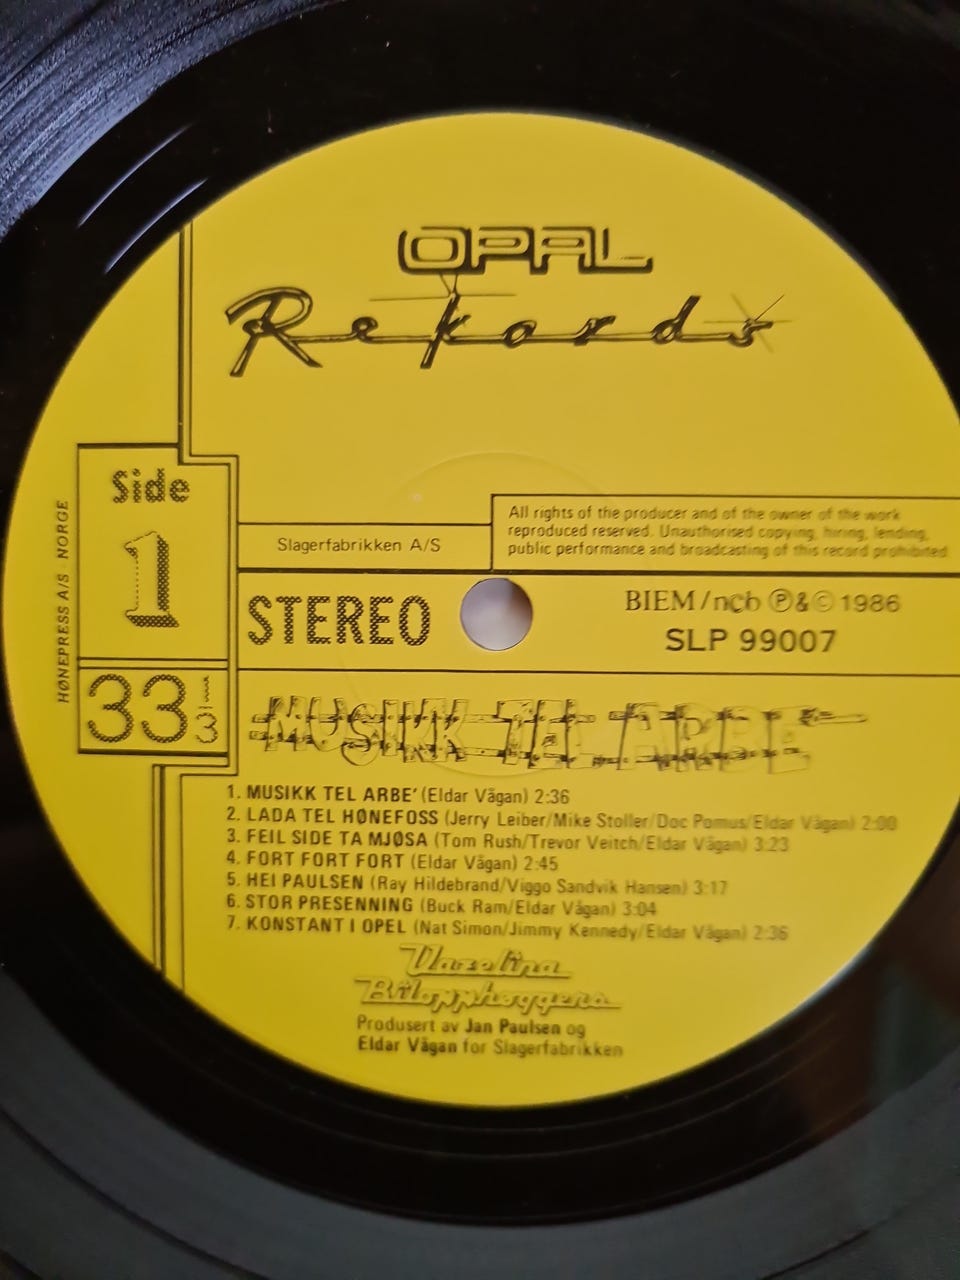 OPAL
Rekords
Side
1
33 1/3
HØNEPRESS A/S - NORGE
Slagerfabrikken A/S
All rights of the producer and of the owner of the work
reproduced reserved. Unauthorised copying, hiring, lending,
public performance and broadcasting of this record prohibited
STEREO
BIEM/ncb Ⓟ&© 1986
SLP 99007
MUSIKK TEL ARBE'
1. MUSIKK TEL ARBE' (Eldar Vågan) 2:36
2. LADA TEL HØNEFOSS (Jerry Leiber/Mike Stoller/Doc Pomus/Eldar Vågan) 2:00
3. FEIL SIDE TA MJØSA (Tom Rush/Trevor Veitch/Eldar Vågan) 3:23
4. FORT FORT FORT (Eldar Vågan) 2:45
5. HEI PAULSEN (Ray Hildebrand/Viggo Sandvik Hansen) 3:17
6. STOR PRESENNING (Buck Ram/Eldar Vågan) 3:04
7. KONSTANT I OPEL (Nat Simon/Jimmy Kennedy/Eldar Vågan) 2:36
Vazelina
Bilopphøggers
Produsert av Jan Paulsen og
Eldar Vågan for Slagerfabrikken